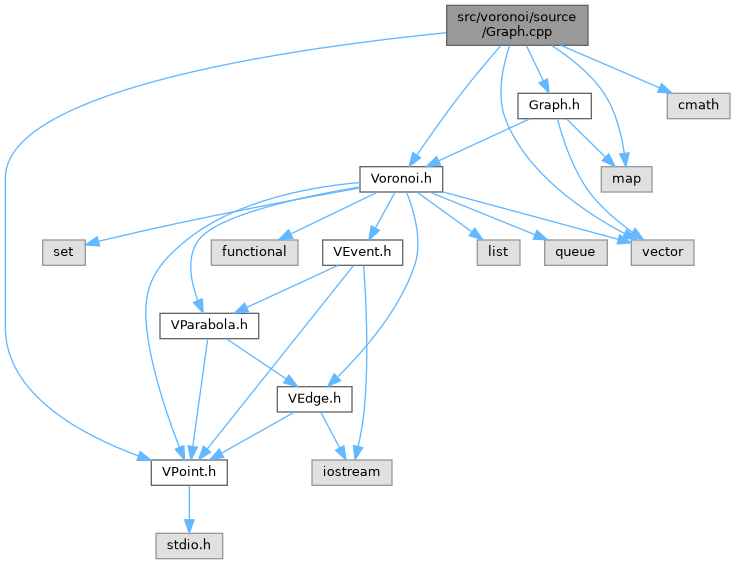 src/voronoi/source
/Graph.cpp
Graph.h
cmath
Voronoi.h
map
set
functional
VEvent.h
list
queue
vector
VParabola.h
VEdge.h
VPoint.h
iostream
stdio.h